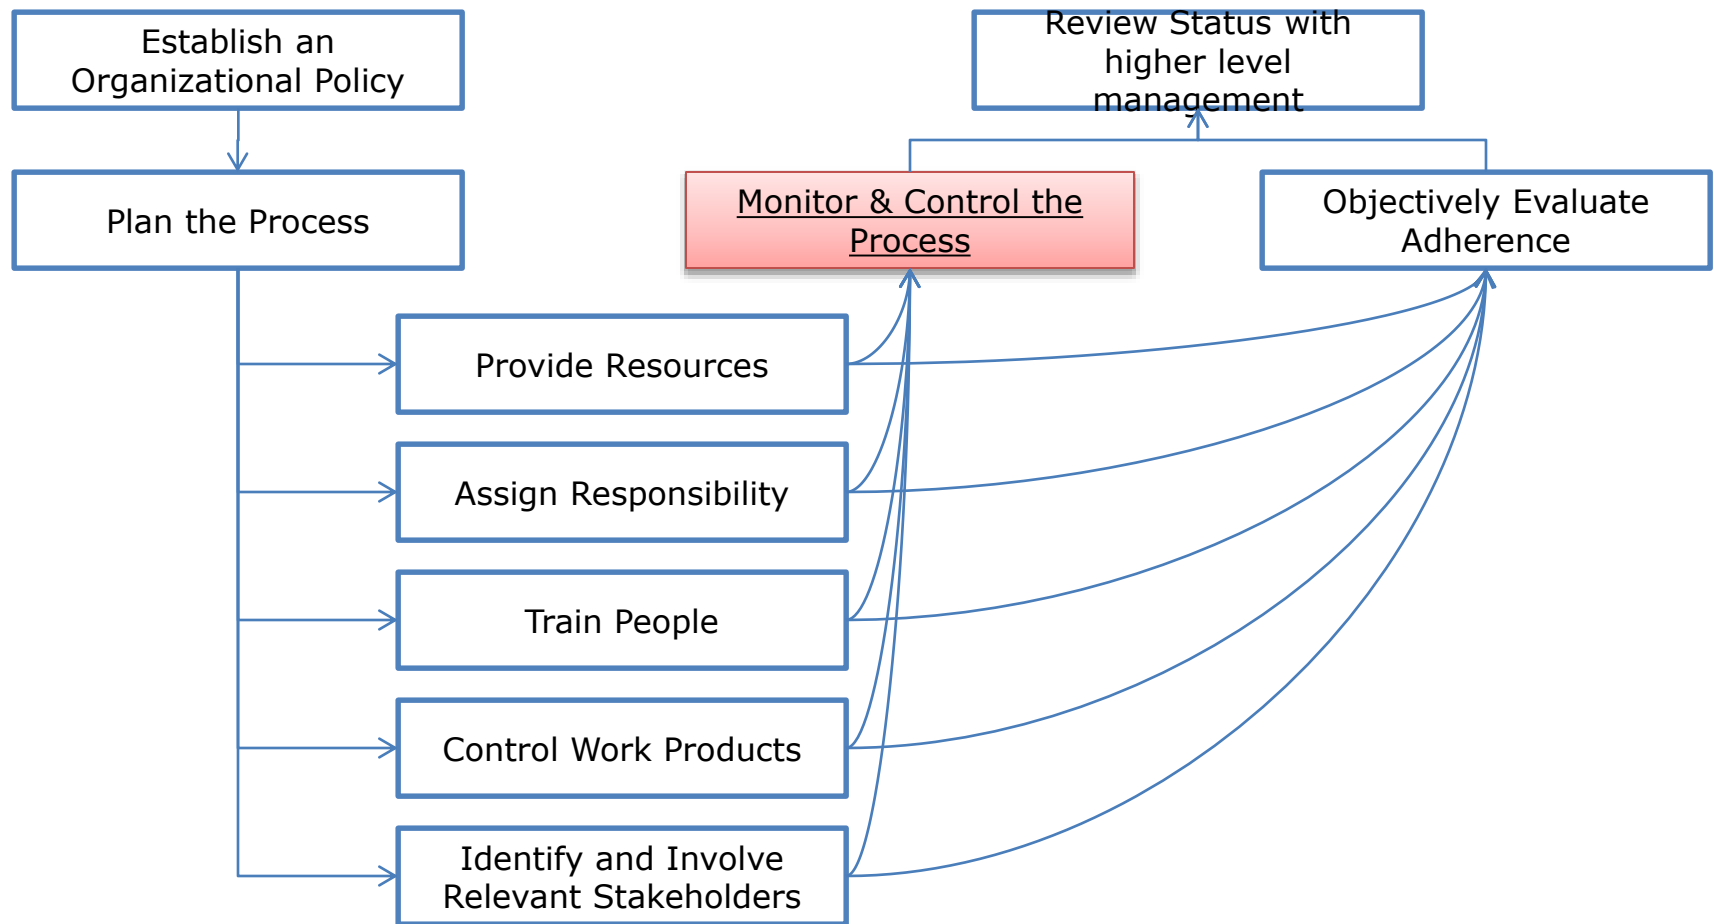 Establish an
Organizational Policy
Review Status with
higher level
management
Plan the Process
Monitor & Control the
Process
Objectively Evaluate
Adherence
Provide Resources
Assign Responsibility
Train People
Control Work Products
Identify and Involve
Relevant Stakeholders